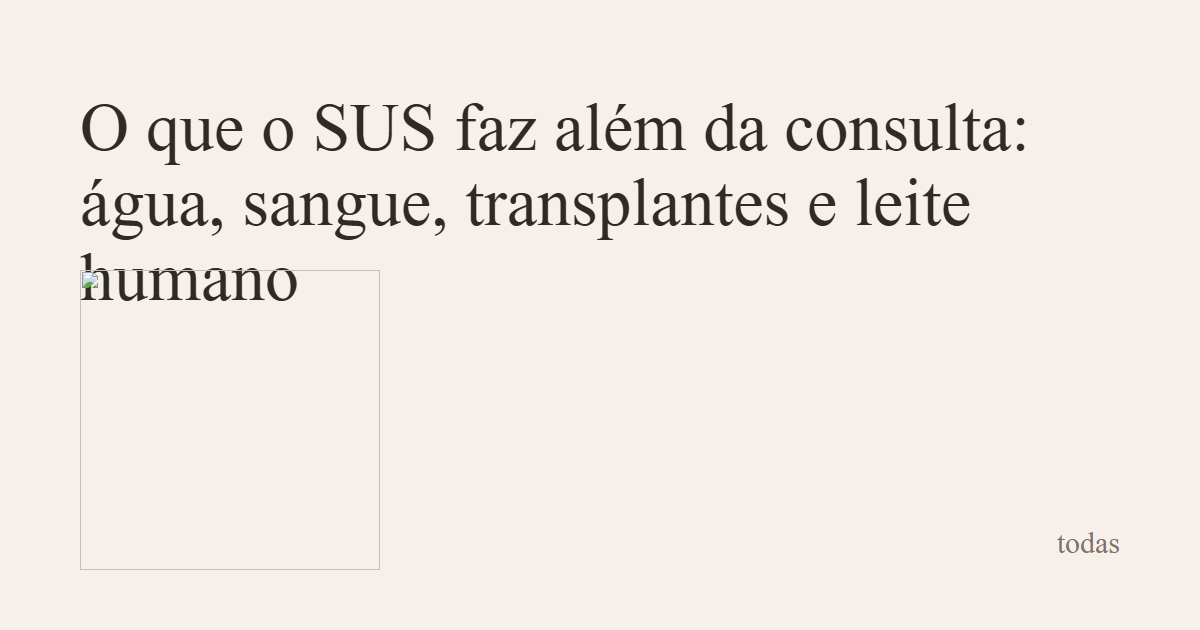 O que o SUS faz além da consulta:
água, sangue, transplantes e leite
humano
todas